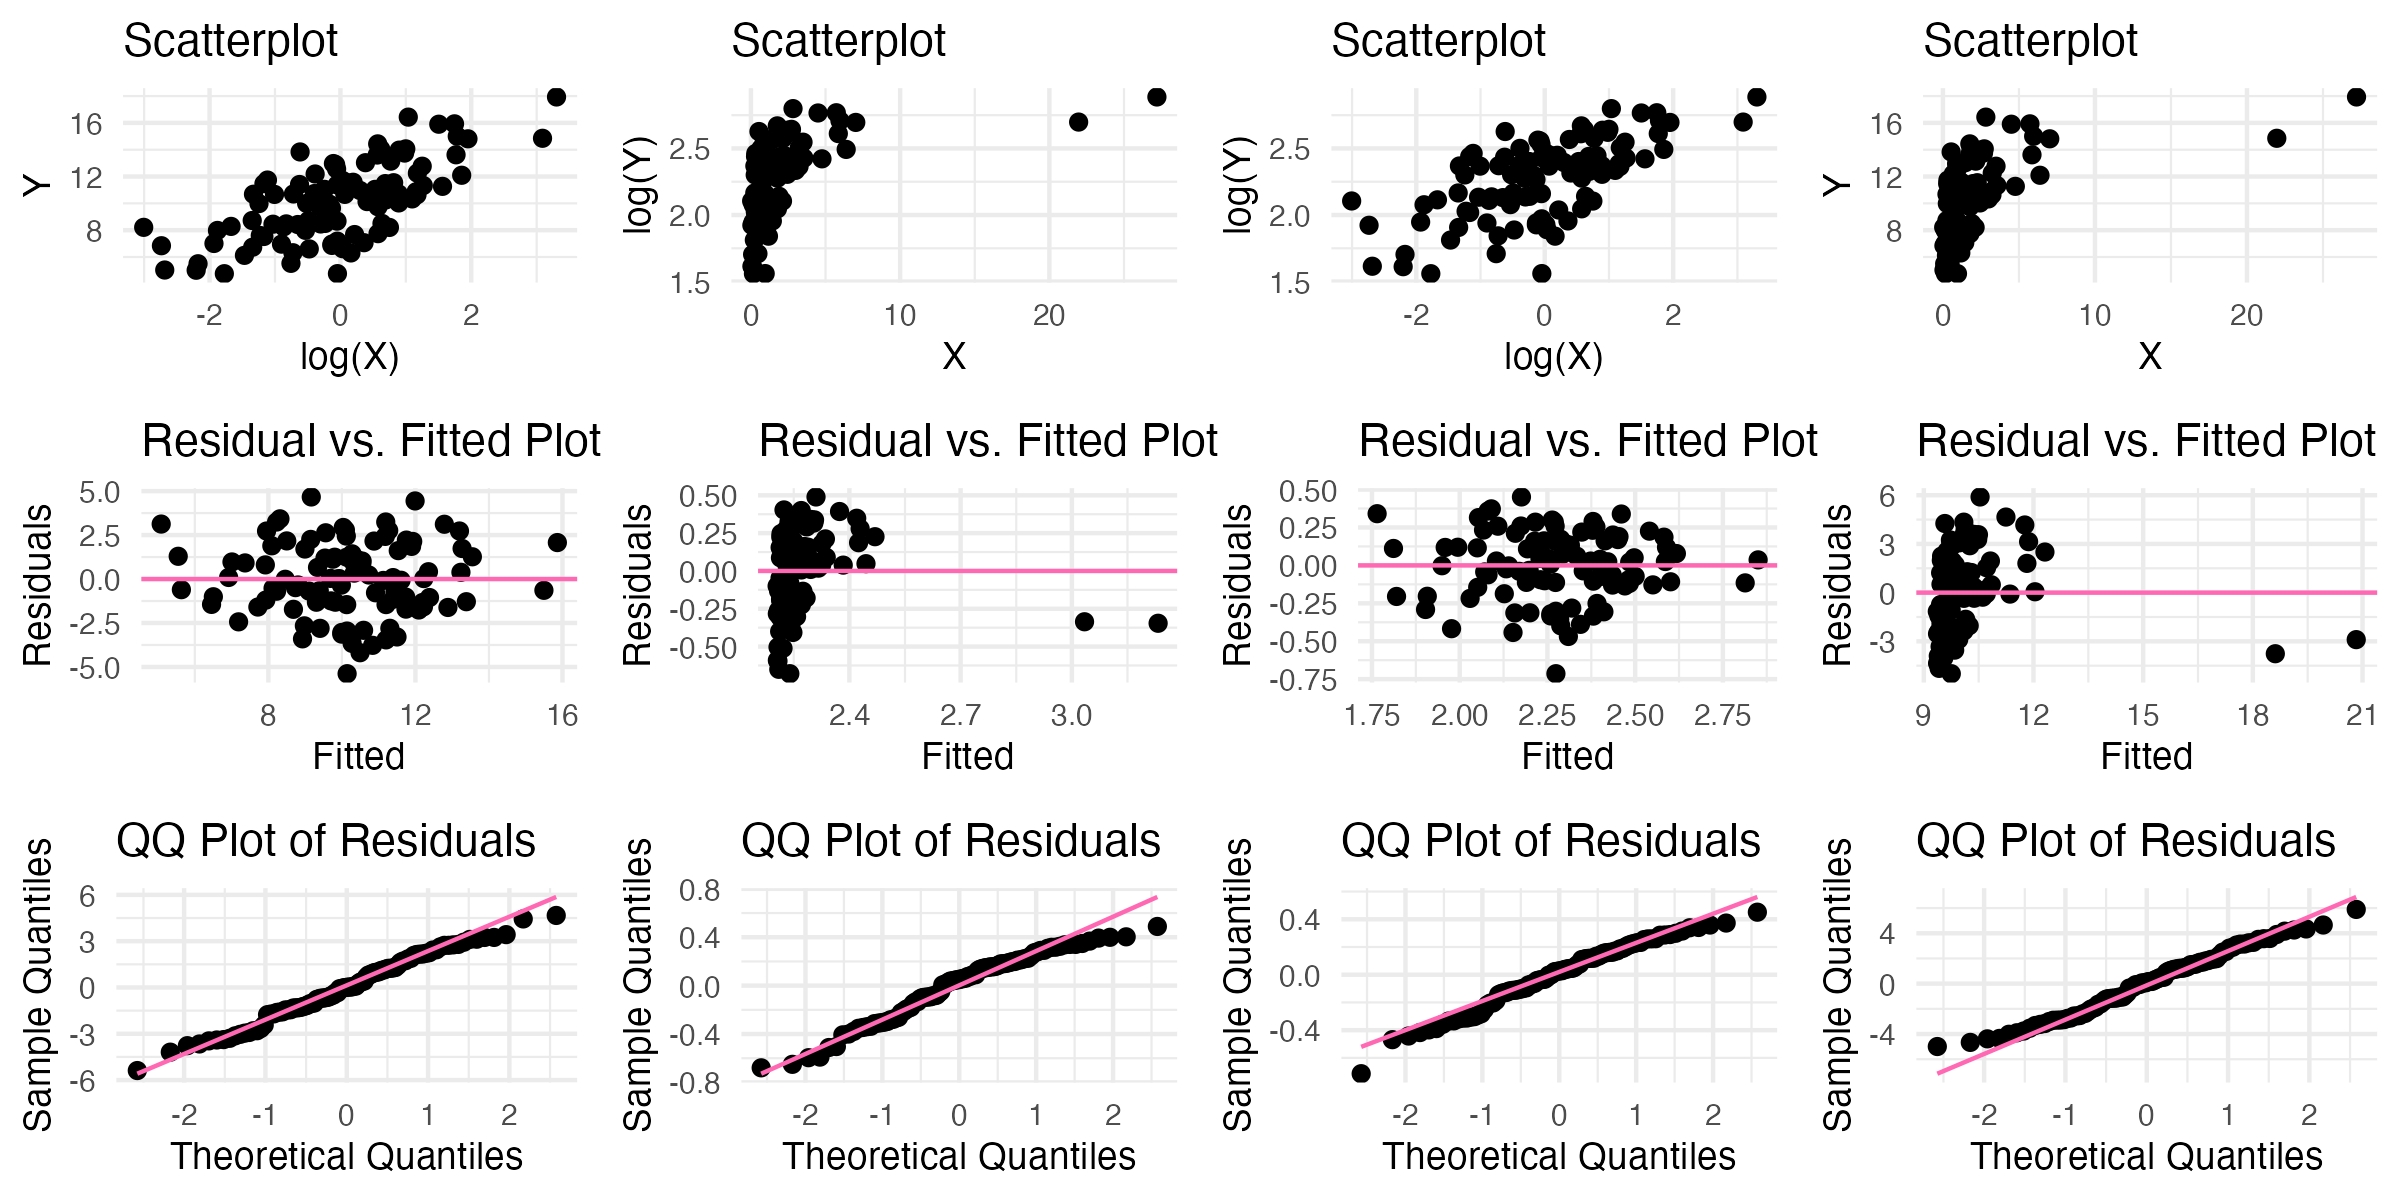 Scatterplot
Y
16
12
8
-2 0 2
log(X)
Scatterplot
log(Y)
2.5
2.0
1.5
0 10 20
X
Scatterplot
log(Y)
2.5
2.0
1.5
-2 0 2
log(X)
Scatterplot
Y
16
12
8
0 10 20
X
Residual vs. Fitted Plot
Residuals
5.0
2.5
0.0
-2.5
-5.0
8 12 16
Fitted
Residual vs. Fitted Plot
Residuals
0.50
0.25
0.00
-0.25
-0.50
2.4 2.7 3.0
Fitted
Residual vs. Fitted Plot
Residuals
0.50
0.25
0.00
-0.25
-0.50
-0.75
1.75 2.00 2.25 2.50 2.75
Fitted
Residual vs. Fitted Plot
Residuals
6
3
0
-3
9 12 15 18 21
Fitted
QQ Plot of Residuals
Sample Quantiles
6
3
0
-3
-6
-2 -1 0 1 2
Theoretical Quantiles
QQ Plot of Residuals
Sample Quantiles
0.8
0.4
0.0
-0.4
-0.8
-2 -1 0 1 2
Theoretical Quantiles
QQ Plot of Residuals
Sample Quantiles
0.4
0.0
-0.4
-2 -1 0 1 2
Theoretical Quantiles
QQ Plot of Residuals
Sample Quantiles
4
0
-4
-2 -1 0 1 2
Theoretical Quantiles